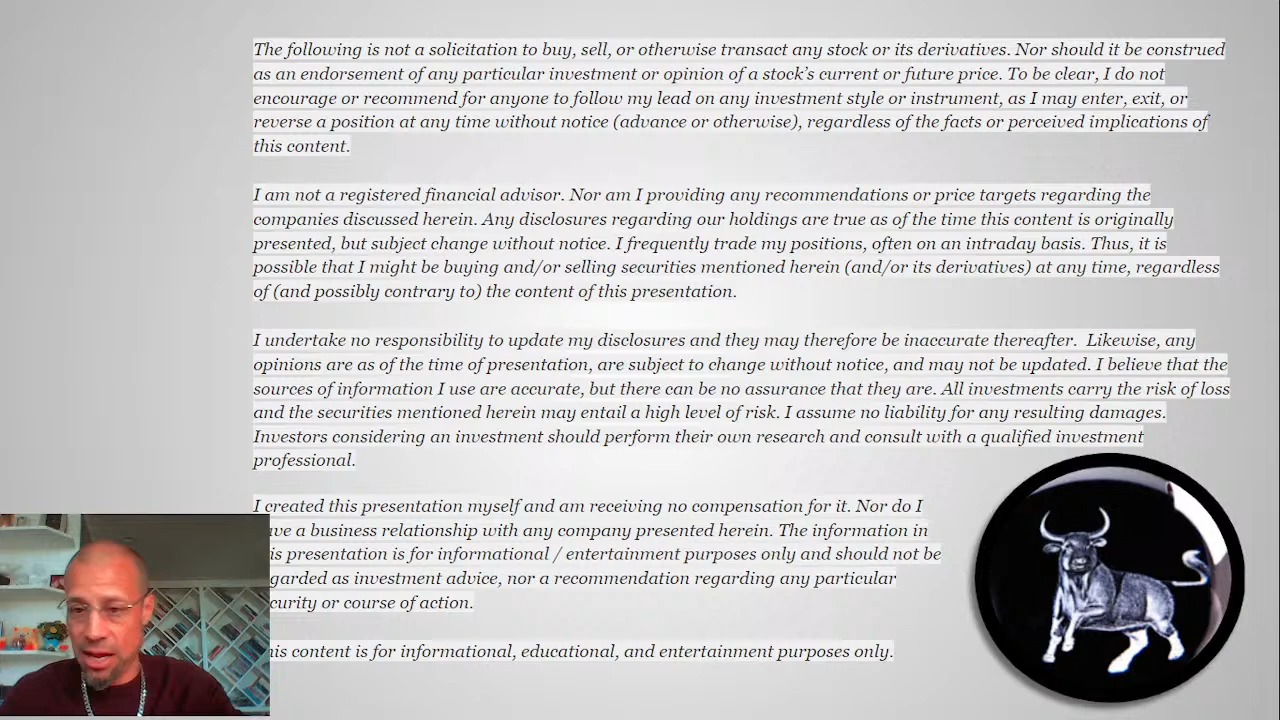 The following is not a solicitation to buy, sell, or otherwise transact any stock or its derivatives. Nor should it be construed
as an endorsement of any particular investment or opinion of a stock’s current or future price. To be clear, I do not
encourage or recommend for anyone to follow my lead on any investment style or instrument, as I may enter, exit, or
reverse a position at any time without notice (advance or otherwise), regardless of the facts or perceived implications of
this content.
I am not a registered financial advisor. Nor am I providing any recommendations or price targets regarding the
companies discussed herein. Any disclosures regarding our holdings are true as of the time this content is originally
presented, but subject change without notice. I frequently trade my positions, often on an intraday basis. Thus, it is
possible that I might be buying and/or selling securities mentioned herein (and/or its derivatives) at any time, regardless
of (and possibly contrary to) the content of this presentation.
I undertake no responsibility to update my disclosures and they may therefore be inaccurate thereafter.  Likewise, any
opinions are as of the time of presentation, are subject to change without notice, and may not be updated. I believe that the
sources of information I use are accurate, but there can be no assurance that they are. All investments carry the risk of loss
and the securities mentioned herein may entail a high level of risk. I assume no liability for any resulting damages.
Investors considering an investment should perform their own research and consult with a qualified investment
professional.
I created this presentation myself and am receiving no compensation for it. Nor do I
a business relationship with any company presented herein. The information in
presentation is for informational / entertainment purposes only and should not be
as investment advice, nor a recommendation regarding any particular
or course of action.
content is for informational, educational, and entertainment purposes only.